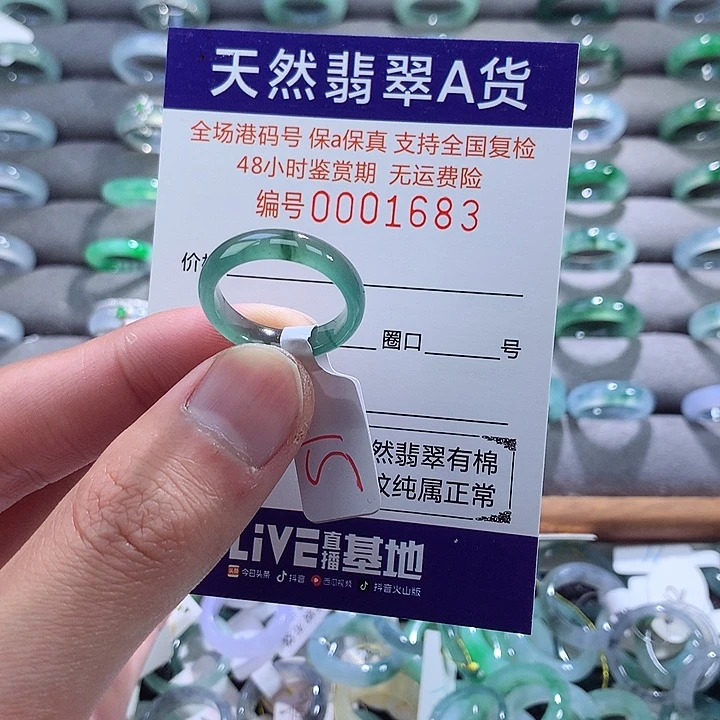 天然翡翠A货
全场港码号 保a保真 支持全国复检
48小时鉴赏期 无运费险
编号0001683
价
圈口 号
15
然翡翠有棉
纹纯属正常
LiVE直播基地
头条 今日头条 抖音 西瓜视频 抖音火山版